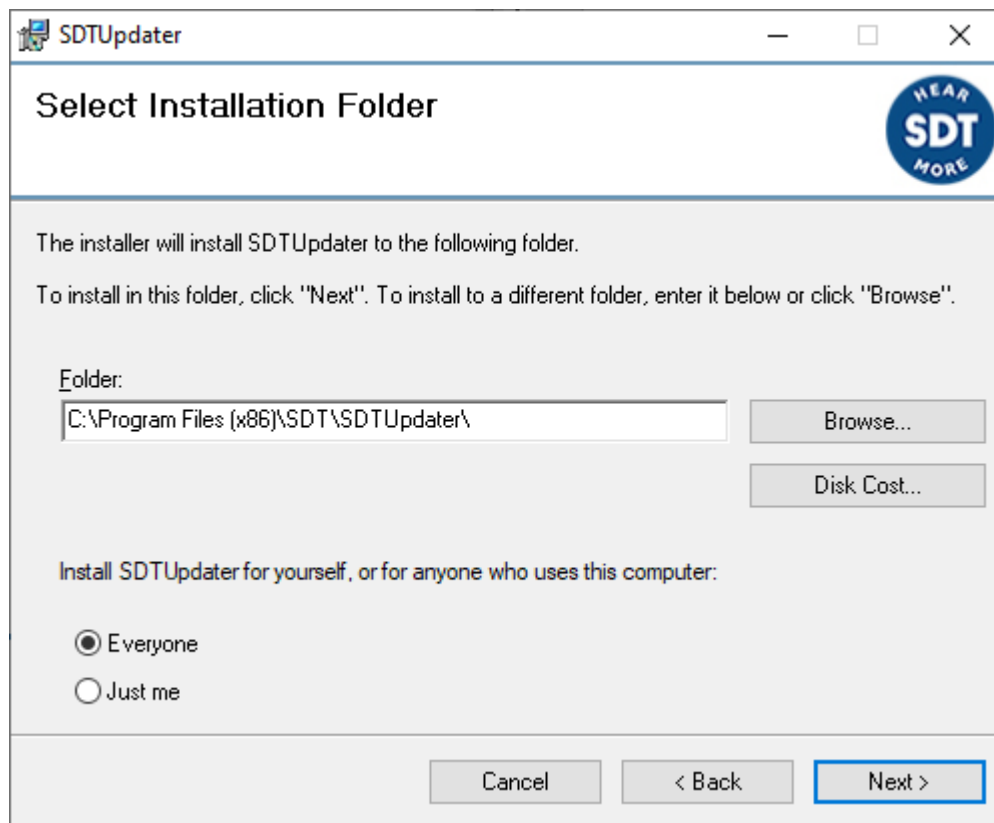 SDTUpdater
Select Installation Folder
HEAR
SDT
MORE
The installer will install SDTUpdater to the following folder.
To install in this folder, click "Next". To install to a different folder, enter it below or click "Browse".
Folder:
C:\Program Files (x86)\SDT\SDTUpdater\
Browse...
Disk Cost...
Install SDTUpdater for yourself, or for anyone who uses this computer:
Everyone
Just me
Cancel
< Back
Next >